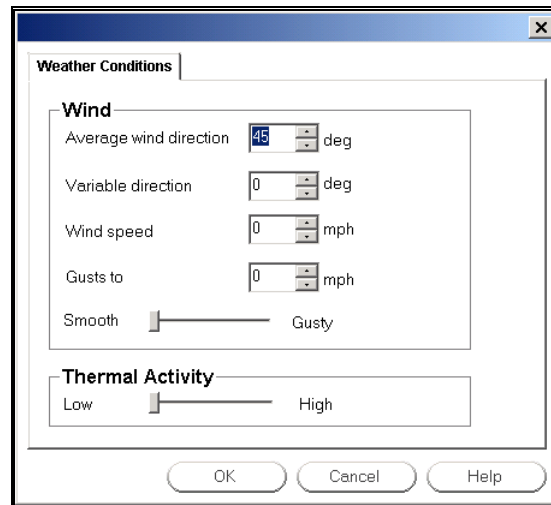 Weather Conditions
Wind
Average wind direction 45 deg
Variable direction 0 deg
Wind speed 0 mph
Gusts to 0 mph
Smooth Gusty
Thermal Activity
Low High
OK Cancel Help